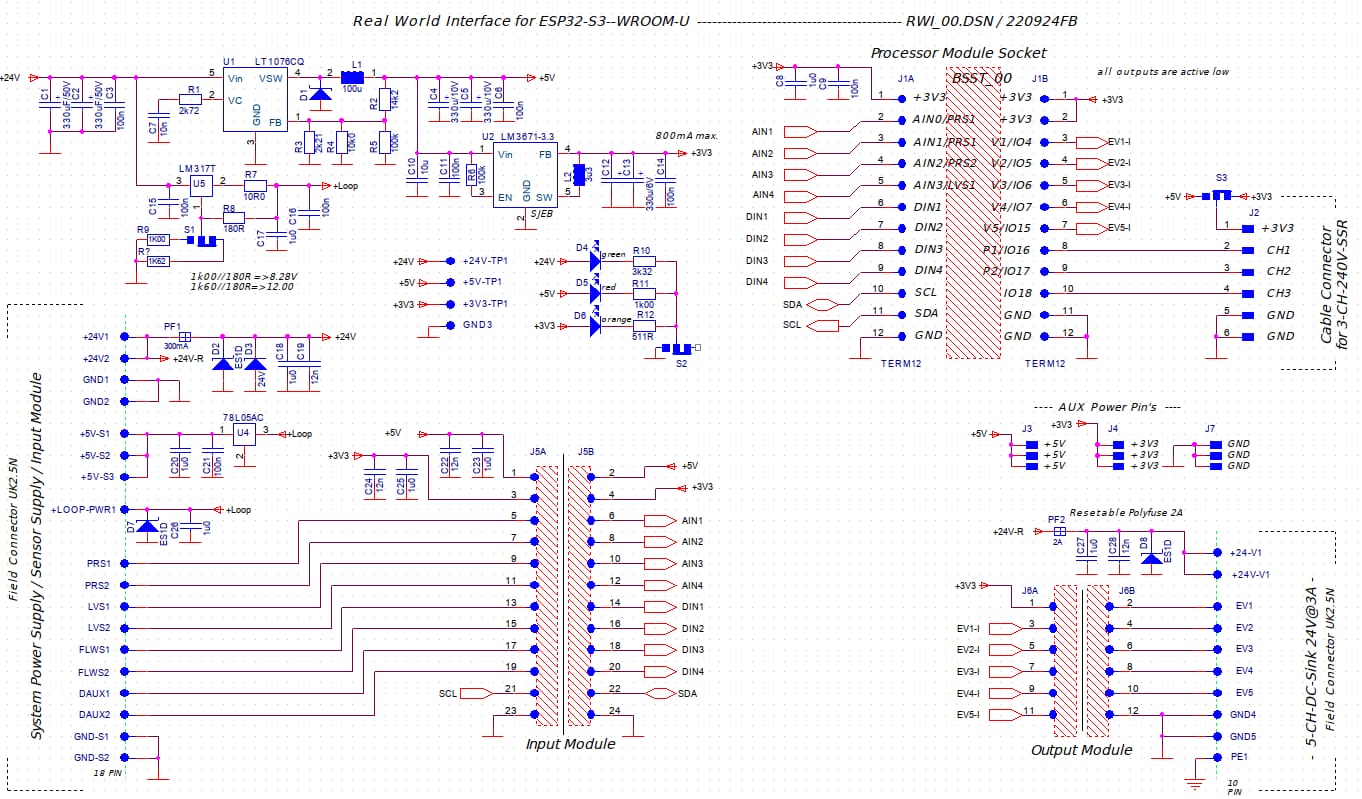 Real World Interface for ESP32-S3--WROOM-U ---------------------------------------- RWI_00.DSN / 220924FB
Processor Module Socket
all outputs are active low
+24V
C1
330uF/50V
C2
330uF/50V
C3
100n
U1 LT1076CQ
5 Vin VSW 4
2 VC
GND
FB 1
3
R1
2k72
C7
10n
D1
2 L1 1
100u
R2
14k2
R3
2k21
R4
10k0
R5
100k
C4
330u/10V
C5
330u/10V
C6
100n
+5V
U2 LM3671-3.3
1 Vin FB 4
GND
3 EN SW 5
2 SJEB
C10
10u
C11
100n
R6
100k
L2
3u3
C12
C13
330u/6V
C14
100n
800mA max.
+3V3
LM317T
3 U5 2
1
C15
100n
R7
10R0
+Loop
R8
180R
C16
100n
C17
1u0
R9
1K00
R?
1K62
S1
1k00//180R =>8.28V
1k60//180R=>12.00
+24V +24V-TP1
+5V +5V-TP1
+3V3 +3V3-TP1
GND3
+24V D4 green R10
3k32
+5V D5 red R11
1k00
+3V3 D6 orange R12
511R
S2
+3V3
C8
1u0
C9
100n
J1A
BSST_00
J1B
1 +3V3
2 AIN0/PRS1
3 AIN1/PRS1
4 AIN2/PRS2
5 AIN3/LVS1
6 DIN1
7 DIN2
8 DIN3
9 DIN4
10 SCL
11 SDA
12 GND
TERM12
AIN1
AIN2
AIN3
AIN4
DIN1
DIN2
DIN3
DIN4
SDA
SCL
+3V3 1 +3V3
+3V3 2
V1/IO4 3 EV1-I
V2/IO5 4 EV2-I
V3/IO6 5 EV3-I
V4/IO7 6 EV4-I
V5/IO15 7 EV5-I
P1/IO16 8
P2/IO17 9
IO18 10
GND 11
GND 12
TERM12
S3
+5V +3V3
J2
1 +3V3
2 CH1
3 CH2
4 CH3
5 GND
6 GND
Cable Connector
for 3-CH-240V-SSR
+24V1
+24V2
GND1
GND2
PF1
300mA
+24V-R
D2
ES1D
D3
24V
C18
1u0
C19
12n
+24V
+5V-S1
+5V-S2
+5V-S3
C20
1u0
C21
100n
78L05AC
1 U4 3
2
+Loop
+LOOP-PWR1
D7
ES1D
C26
1u0
+Loop
PRS1
PRS2
LVS1
LVS2
FLWS1
FLWS2
DAUX1
DAUX2
GND-S1
GND-S2
18 PIN
Field Connector UK2.5N
System Power Supply / Sensor Supply / Input Module
+5V
+3V3
C22
12n
C23
1u0
C24
12n
C25
1u0
J5A
J5B
1
3
5
7
9
11
13
15
17
19
SCL 21
23
2 +5V
4 +3V3
6 AIN1
8 AIN2
10 AIN3
12 AIN4
14 DIN1
16 DIN2
18 DIN3
20 DIN4
22 SDA
24
Input Module
---- AUX Power Pin's ----
+5V J3
+5V
+5V
+5V
+3V3 J4
+3V3
+3V3
+3V3
J7
GND
GND
GND
Resetable Polyfuse 2A
+24V-R PF2
2A
C27
1u0
C28
12n
D8
ES1D
+24-V1
+24V-V1
+3V3
J6A
J6B
1
EV1-I 3
EV2-I 5
EV3-I 7
EV4-I 9
EV5-I 11
2 EV1
4 EV2
6 EV3
8 EV4
10 EV5
12 GND4
GND5
PE1
Output Module
10
PIN
- 5-CH-DC-Sink 24V@3A -
Field Connector UK2.5N